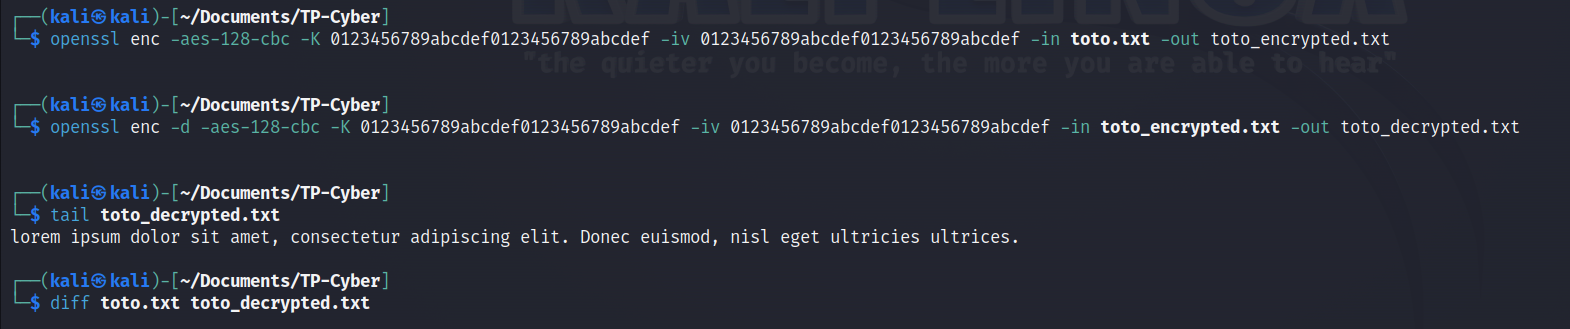 ┌──(kali㉿kali)-[~/Documents/TP-Cyber]
└─$ openssl enc -aes-128-cbc -K 0123456789abcdef0123456789abcdef -iv 0123456789abcdef0123456789abcdef -in toto.txt -out toto_encrypted.txt
"the quieter you become, the more you are able to hear"
┌──(kali㉿kali)-[~/Documents/TP-Cyber]
└─$ openssl enc -d -aes-128-cbc -K 0123456789abcdef0123456789abcdef -iv 0123456789abcdef0123456789abcdef -in toto_encrypted.txt -out toto_decrypted.txt
┌──(kali㉿kali)-[~/Documents/TP-Cyber]
└─$ tail toto_decrypted.txt
lorem ipsum dolor sit amet, consectetur adipiscing elit. Donec euismod, nisl eget ultricies ultrices.
┌──(kali㉿kali)-[~/Documents/TP-Cyber]
└─$ diff toto.txt toto_decrypted.txt